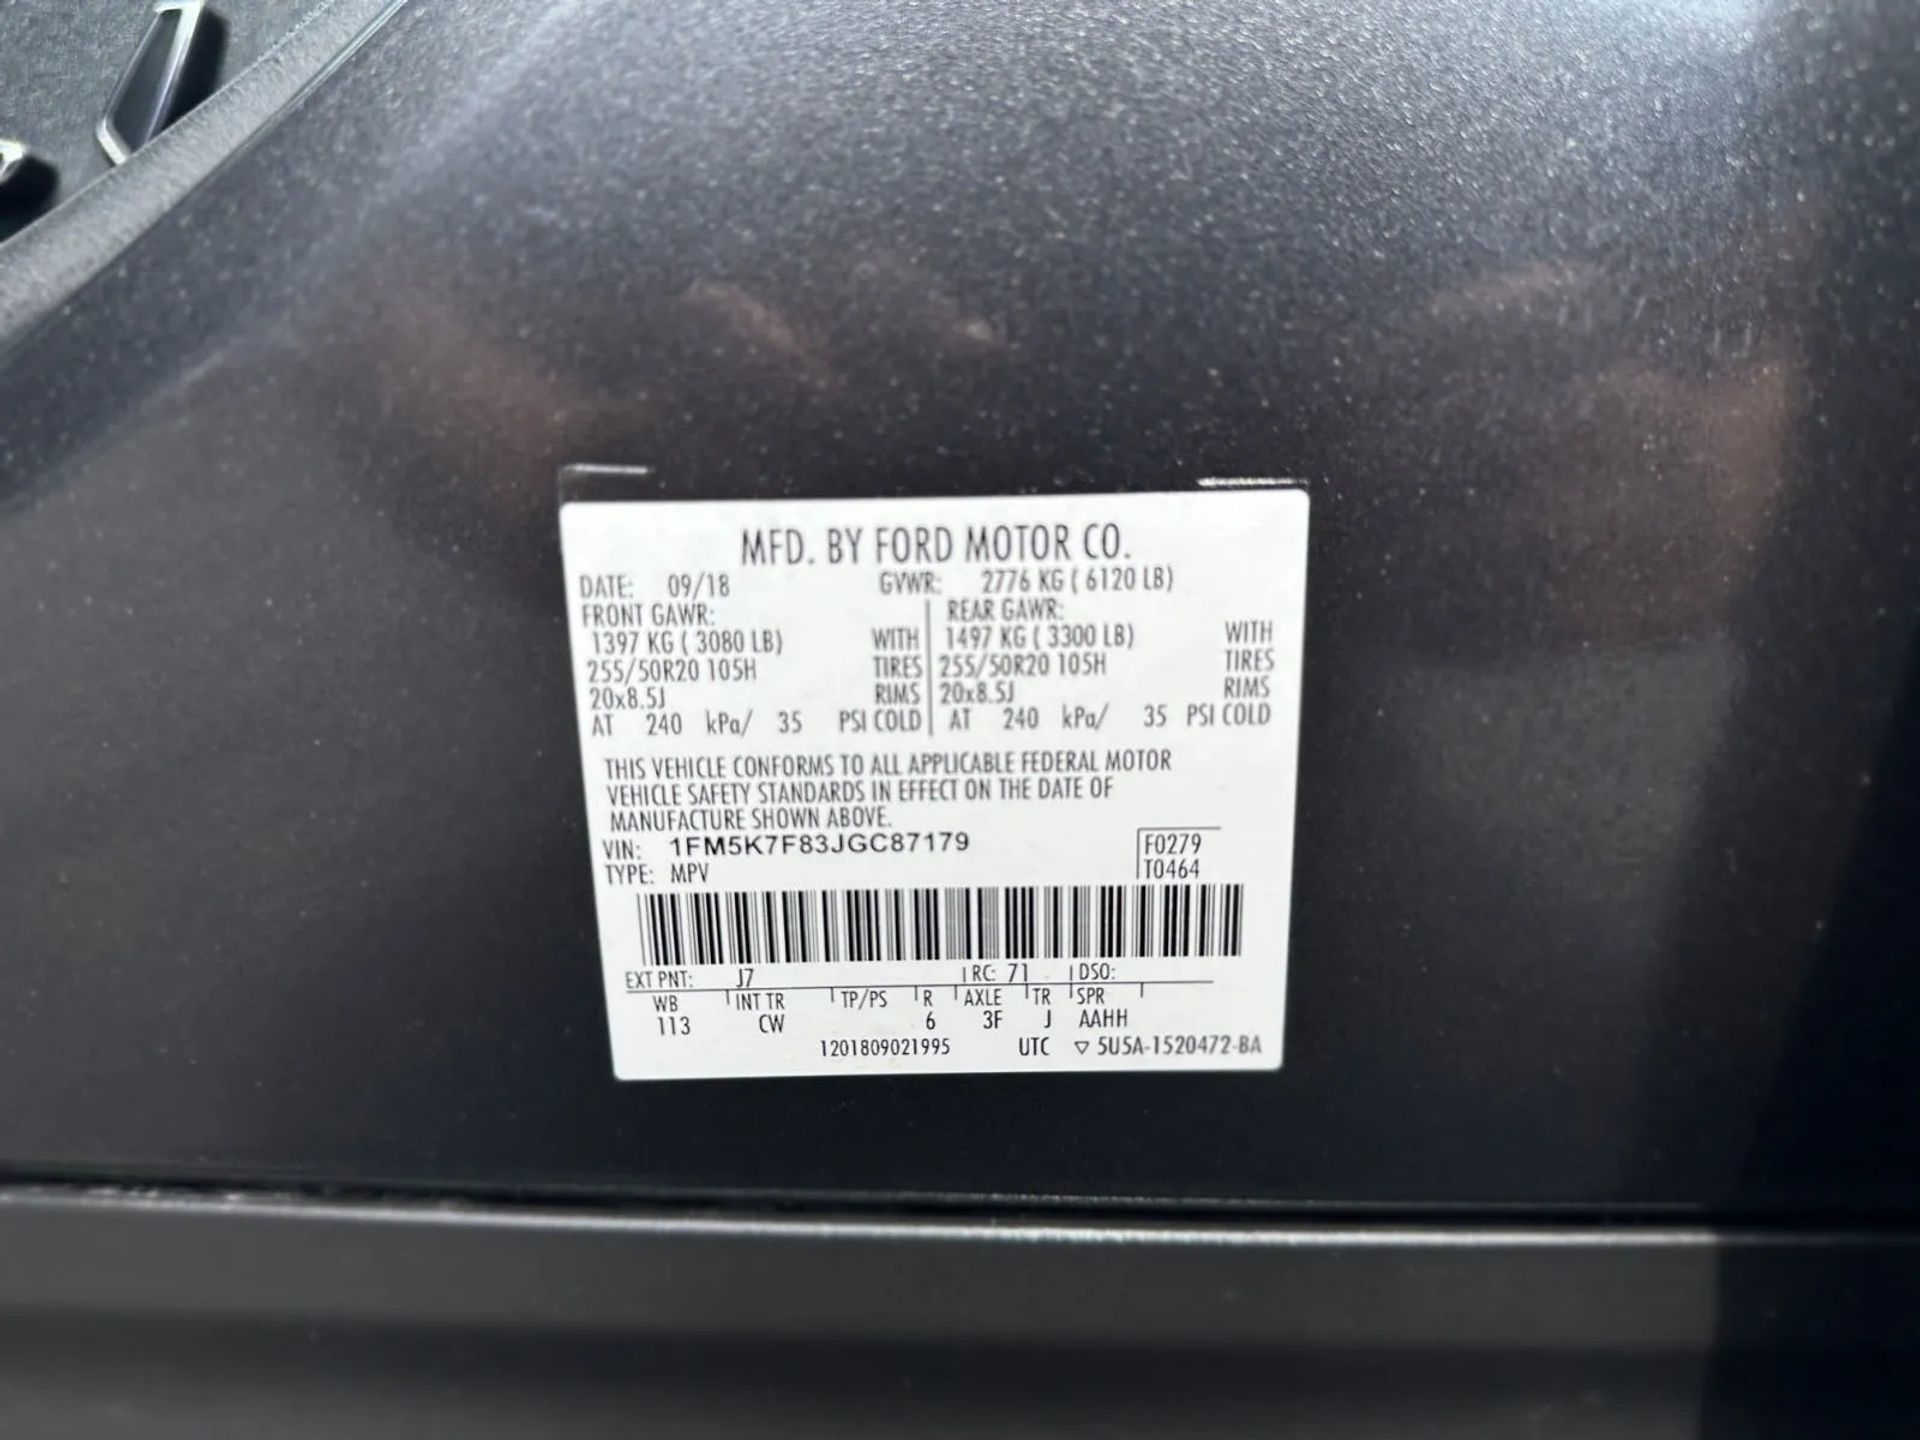 MFD. BY FORD MOTOR CO.
DATE: 09/18 GVWR: 2776 KG ( 6120 LB)
FRONT GAWR: REAR GAWR:
1397 KG ( 3080 LB) WITH 1497 KG ( 3300 LB) WITH
255/50R20 105H TIRES 255/50R20 105H TIRES
20x8.5J RIMS 20x8.5J RIMS
AT 240 kPa/ 35 PSI COLD AT 240 kPa/ 35 PSI COLD
THIS VEHICLE CONFORMS TO ALL APPLICABLE FEDERAL MOTOR
VEHICLE SAFETY STANDARDS IN EFFECT ON THE DATE OF
MANUFACTURE SHOWN ABOVE.
VIN: 1FM5K7F83JGC87179 F0279
TYPE: MPV T0464
EXT PNT: J7 RC: 71 DSO:
WB INT TR TP/PS R AXLE TR SPR
113 CW 6 3F J AAHH
1201809021995 UTC ▽ 5U5A-1520472-BA